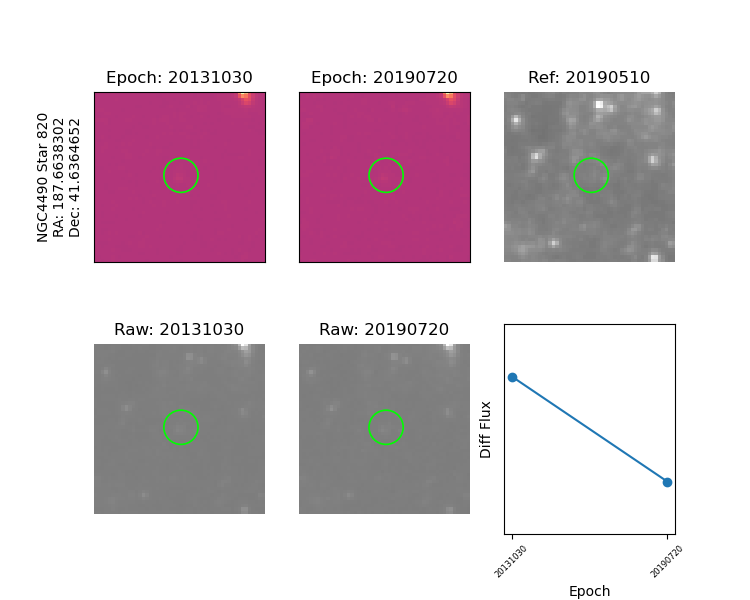 Epoch: 20131030
Epoch: 20190720
Ref: 20190510
NGC4490 Star 820
RA: 187.6638302
Dec: 41.6364652
Raw: 20131030
Raw: 20190720
Diff Flux
20131030
20190720
Epoch